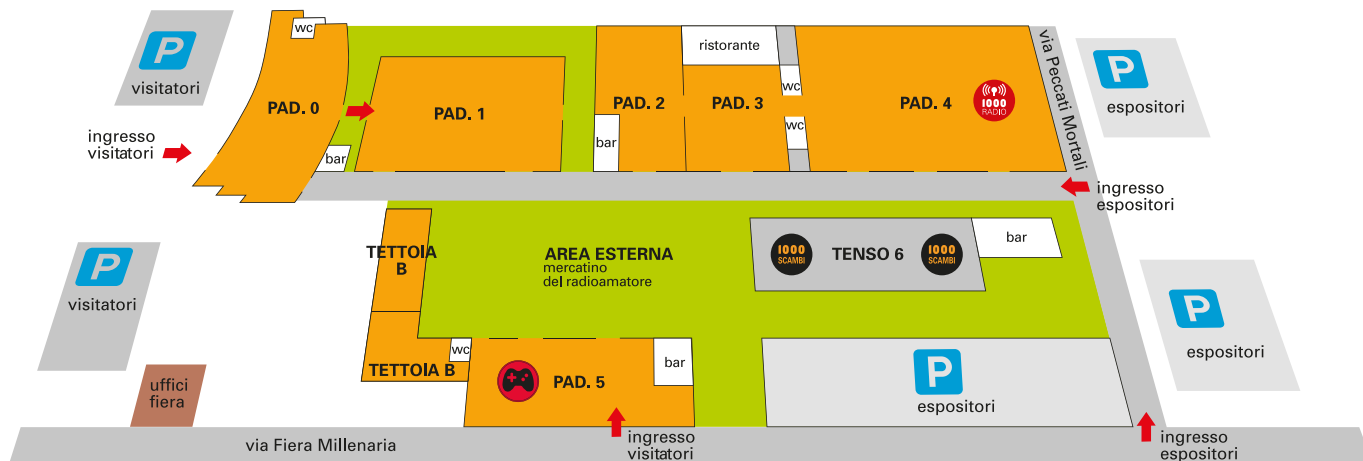 P
visitatori
ingresso
visitatori
wc
PAD. 0
bar
PAD. 1
PAD. 2
bar
ristorante
PAD. 3
wc
wc
PAD. 4
1000
RADIO
via Peccati Mortali
P
espositori
ingresso
espositori
P
visitatori
TETTOIA
B
AREA ESTERNA
mercatino
del radioamatore
1000
SCAMBI
TENSO 6
1000
SCAMBI
bar
P
espositori
uffici
fiera
TETTOIA B
wc
PAD. 5
bar
P
espositori
via Fiera Millenaria
ingresso
visitatori
ingresso
espositori